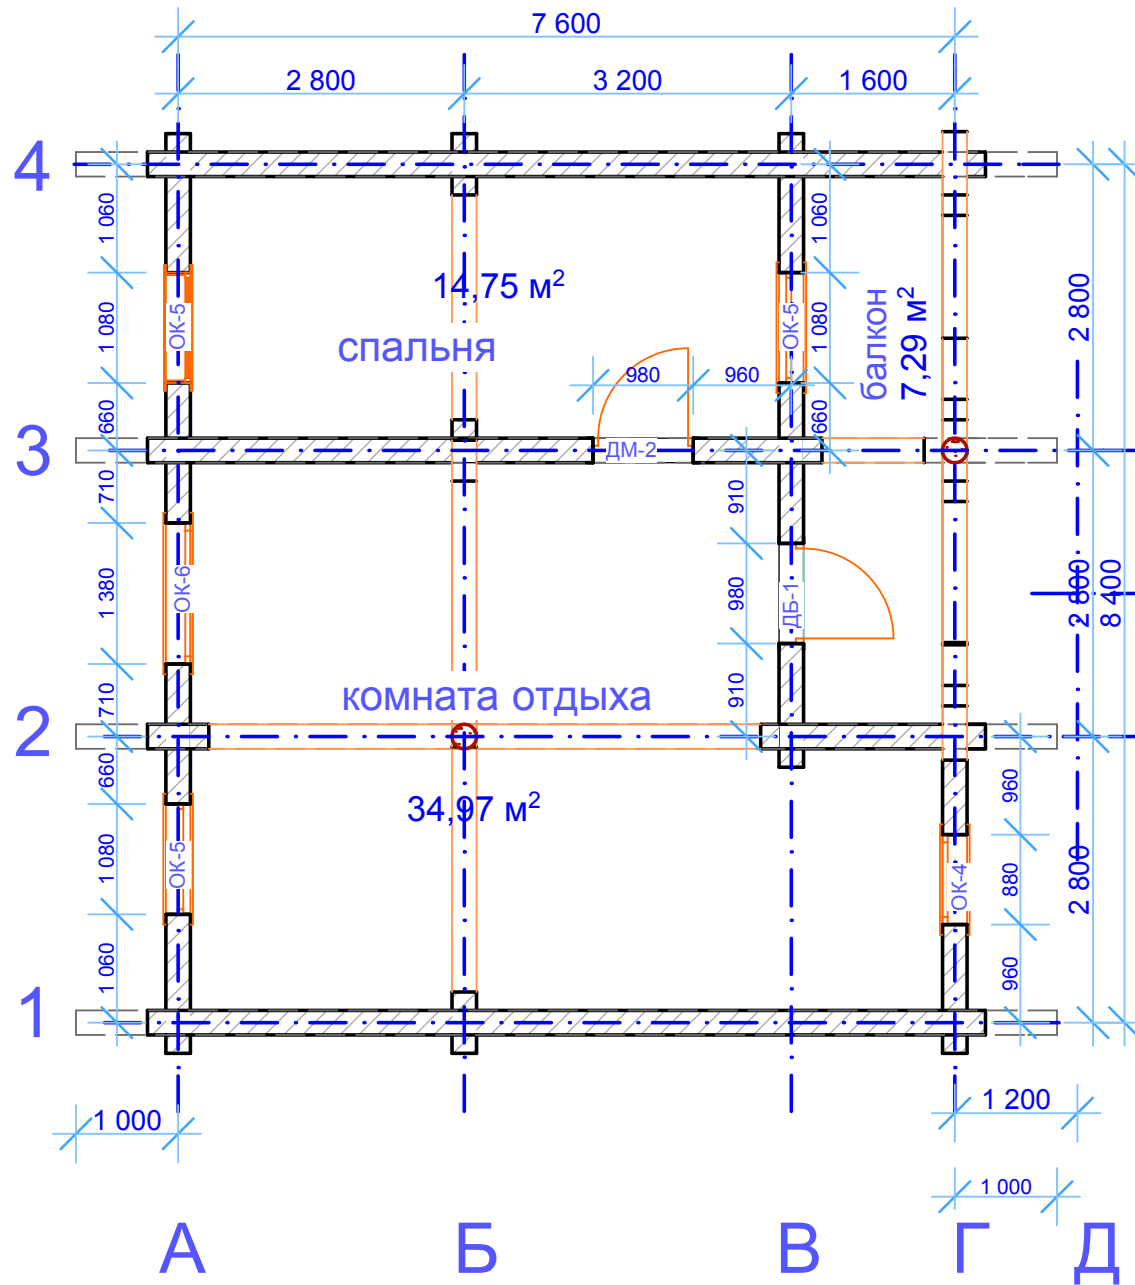 7 600
2 800
3 200
1 600
4
1 060
1 060
14,75 м²
2 800
1 080
ОК-5
спальня
ОК-5
1 080
балкон
7,29 м²
980
960
660
660
3
ДМ-2
710
910
1 380
ОК-6
980
ДБ-1
2 800
8 400
710
910
комната отдыха
2
660
960
34,97 м²
1 080
ОК-5
ОК-4
880
2 800
1 060
960
1
1 000
1 200
1 000
А
Б
В
Г
Д